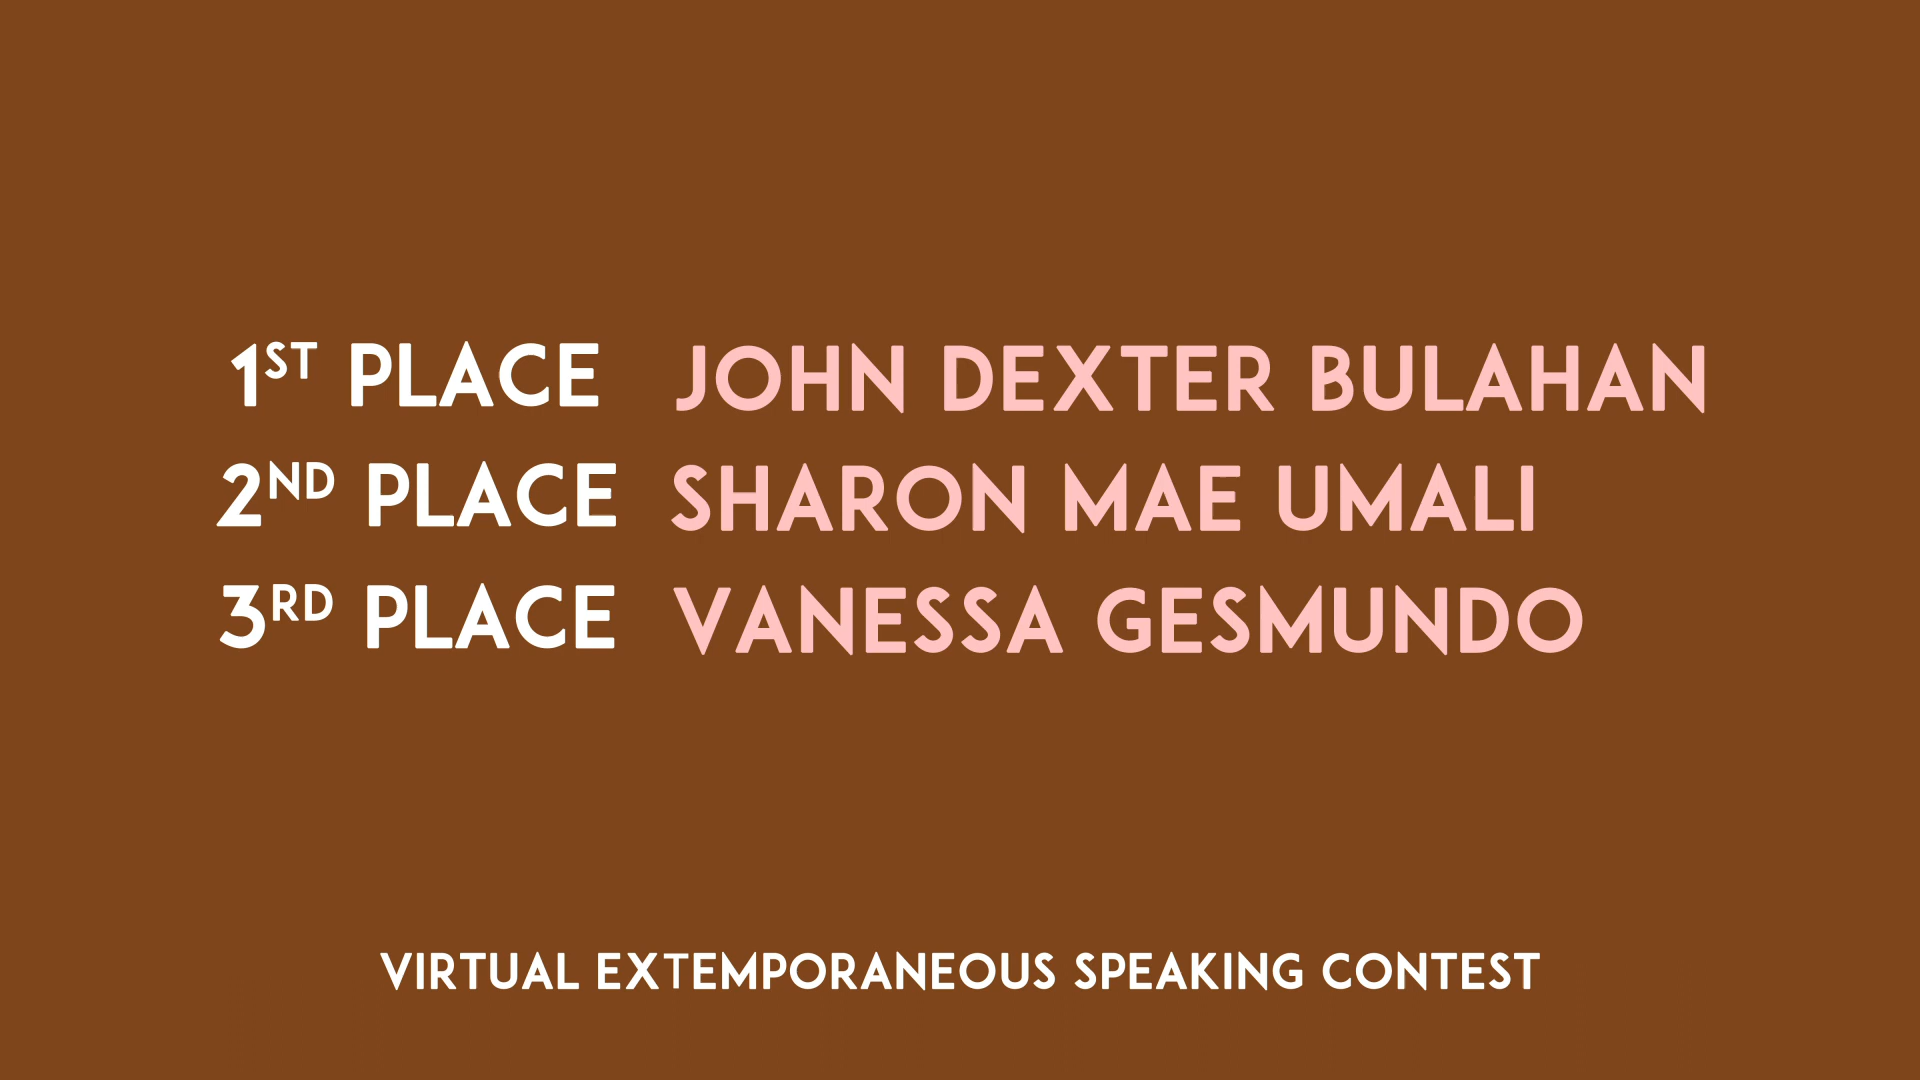 1ST PLACE JOHN DEXTER BULAHAN
2ND PLACE SHARON MAE UMALI
3RD PLACE VANESSA GESMUNDO
VIRTUAL EXTEMPORANEOUS SPEAKING CONTEST